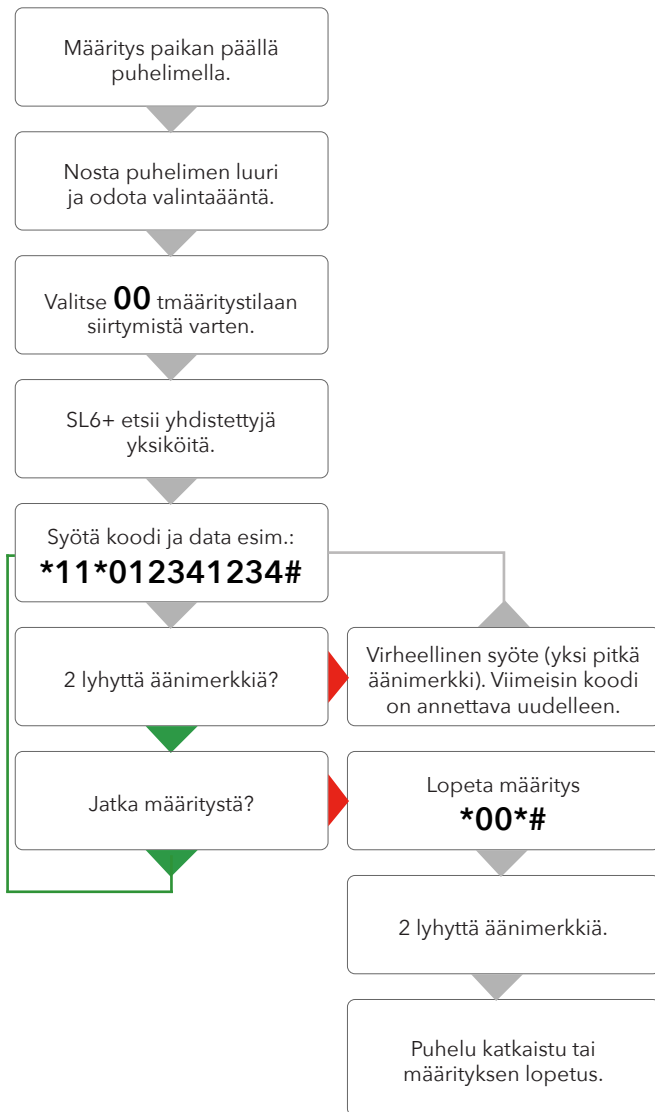 Määritys paikan päällä
puhelimella.
Nosta puhelimen luuri
ja odota valintaääntä.
Valitse 00 tmääritystilaan
siirtymistä varten.
SL6+ etsii yhdistettyjä
yksiköitä.
Syötä koodi ja data esim.:
*11*012341234#
2 lyhyttä äänimerkkiä?
Virheellinen syöte (yksi pitkä
äänimerkki). Viimeisin koodi
on annettava uudelleen.
Jatka määritystä?
Lopeta määritys
*00*#
2 lyhyttä äänimerkkiä.
Puhelu katkaistu tai
määrityksen lopetus.